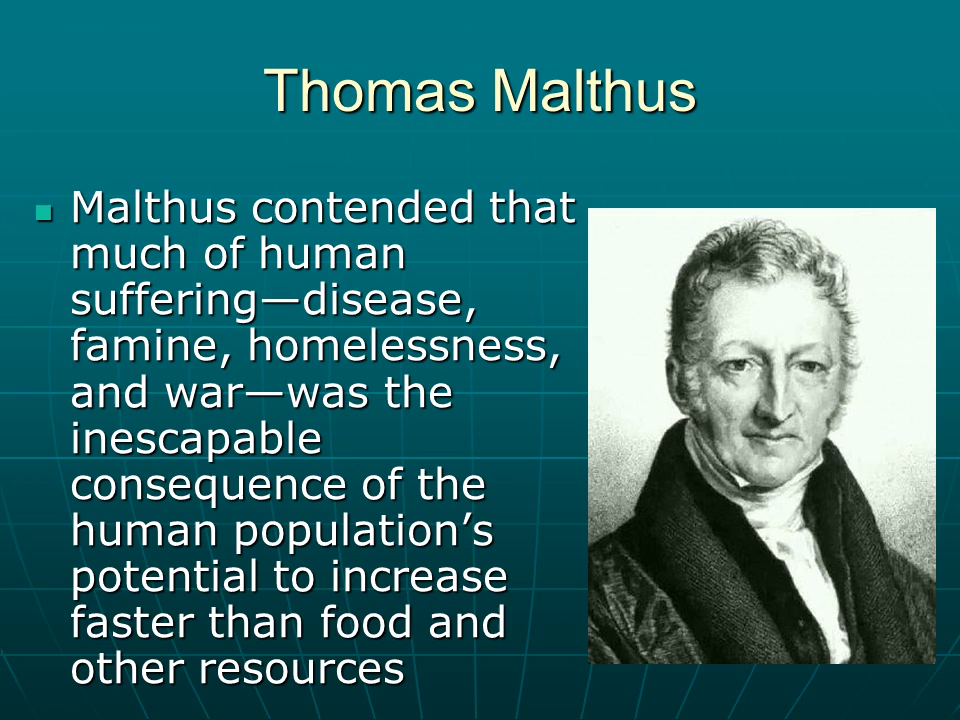 Thomas Malthus
Malthus contended that
much of human
suffering—disease,
famine, homelessness,
and war—was the
inescapable
consequence of the
human population’s
potential to increase
faster than food and
other resources